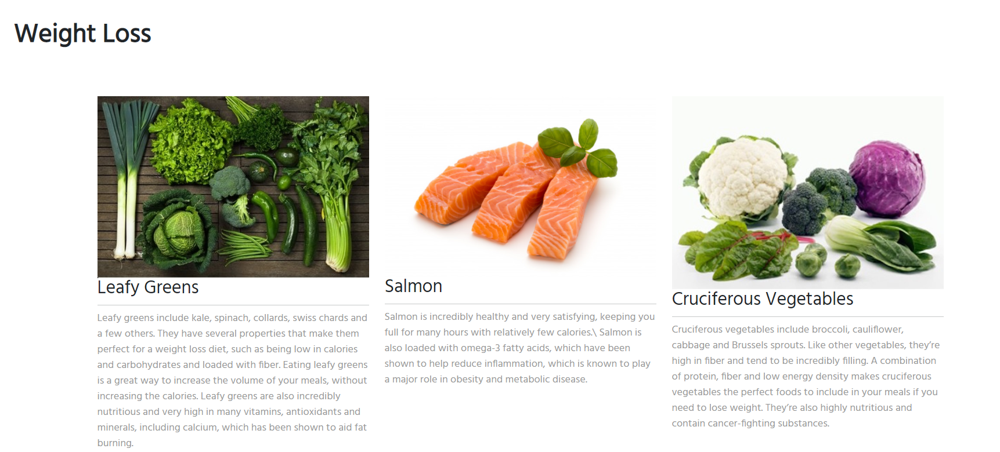 Weight Loss
Leafy Greens
Leafy greens include kale, spinach, collards, swiss chards and
a few others. They have several properties that make them
perfect for a weight loss diet, such as being low in calories
and carbohydrates and loaded with fiber. Eating leafy greens
is a great way to increase the volume of your meals, without
increasing the calories. Leafy greens are also incredibly
nutritious and very high in many vitamins, antioxidants and
minerals, including calcium, which has been shown to aid fat
burning.
Salmon
Salmon is incredibly healthy and very satisfying, keeping you
full for many hours with relatively few calories.\ Salmon is
also loaded with omega-3 fatty acids, which have been
shown to help reduce inflammation, which is known to play
a major role in obesity and metabolic disease.
Cruciferous Vegetables
Cruciferous vegetables include broccoli, cauliflower,
cabbage and Brussels sprouts. Like other vegetables, they’re
high in fiber and tend to be incredibly filling. A combination
of protein, fiber and low energy density makes cruciferous
vegetables the perfect foods to include in your meals if you
need to lose weight. They’re also highly nutritious and
contain cancer-fighting substances.